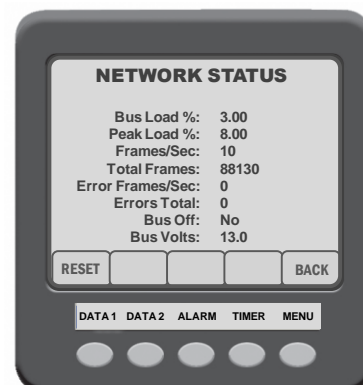 NETWORK STATUS
Bus Load %: 3.00
Peak Load %: 8.00
Frames/Sec: 10
Total Frames: 88130
Error Frames/Sec: 0
Errors Total: 0
Bus Off: No
Bus Volts: 13.0
RESET BACK
DATA 1 DATA 2 ALARM TIMER MENU